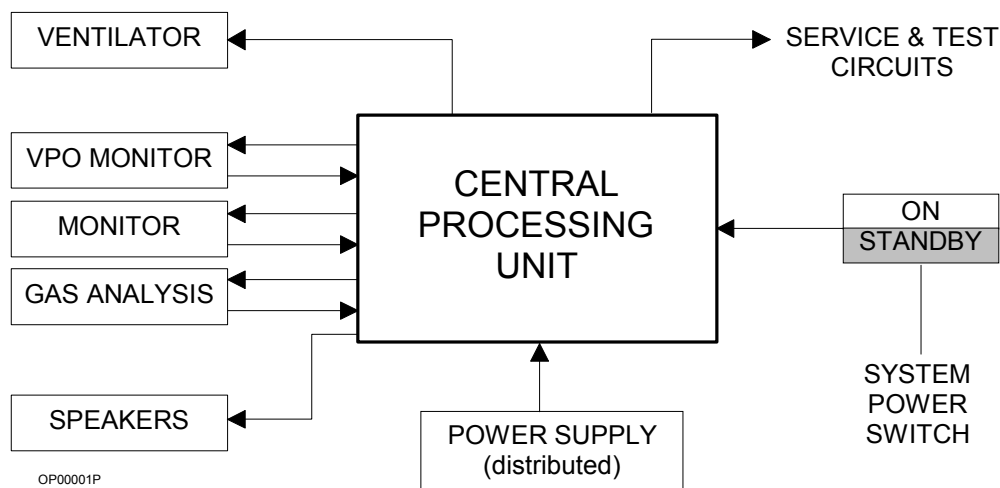 VENTILATOR
SERVICE & TEST
CIRCUITS
VPO MONITOR
MONITOR
GAS ANALYSIS
SPEAKERS
CENTRAL
PROCESSING
UNIT
ON
STANDBY
SYSTEM
POWER
SWITCH
POWER SUPPLY
(distributed)
OP00001P